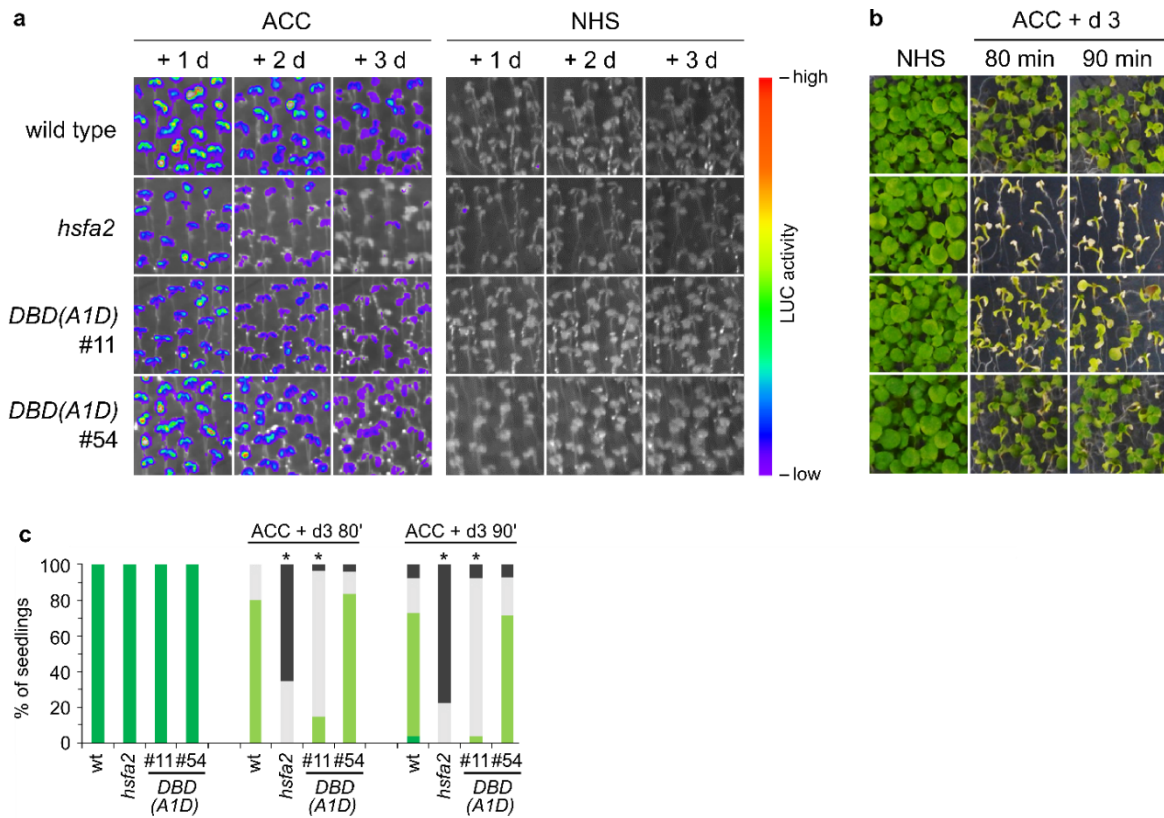 a
ACC
NHS
+ 1 d
+ 2 d
+ 3 d
+ 1 d
+ 2 d
+ 3 d
wild type
hsfa2
DBD(A1D)
#11
DBD(A1D)
#54
high
LUC activity
low
b
ACC + d 3
NHS
80 min
90 min
c
ACC + d3 80'
ACC + d3 90'
* * * *
% of seedlings
100
80
60
40
20
0
wt
hsfa2
#11 #54
DBD
(A1D)
wt
hsfa2
#11 #54
DBD
(A1D)
wt
hsfa2
#11 #54
DBD
(A1D)